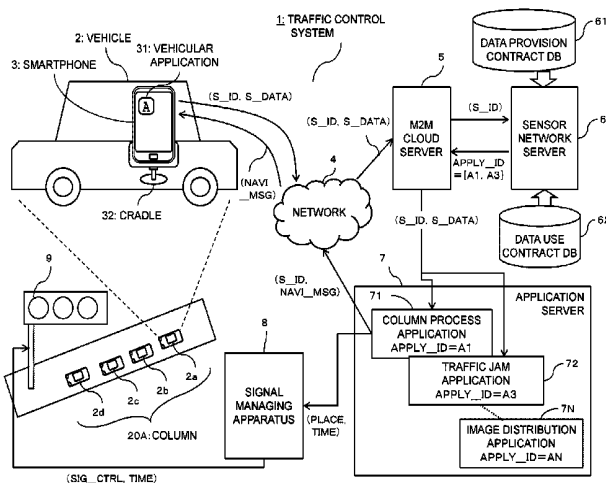 1: TRAFFIC CONTROL
SYSTEM
2: VEHICLE
31: VEHICULAR
APPLICATION
3: SMARTPHONE
A
(S_ID, S_DATA)
(NAVI
_MSG)
32: CRADLE
4
NETWORK
(S_ID, S_DATA)
5
M2M
CLOUD
SERVER
(S_ID)
APPLY_ID
=[A1, A3]
61
DATA PROVISION
CONTRACT DB
SENSOR
NETWORK
SERVER
6
DATA USE
CONTRACT DB
62
(S_ID, S_DATA)
(S_ID,
NAVI_MSG)
7
APPLICATION
SERVER
71
COLUMN PROCESS
APPLICATION
APPLY_ID=A1
TRAFFIC JAM
APPLICATION
APPLY_ID=A3
72
7N
IMAGE DISTRIBUTION
APPLICATION
APPLY_ID=AN
9
2a
2b
2c
2d
20A: COLUMN
8
SIGNAL
MANAGING
APPARATUS
(PLACE,
TIME)
(SIG_CTRL, TIME)